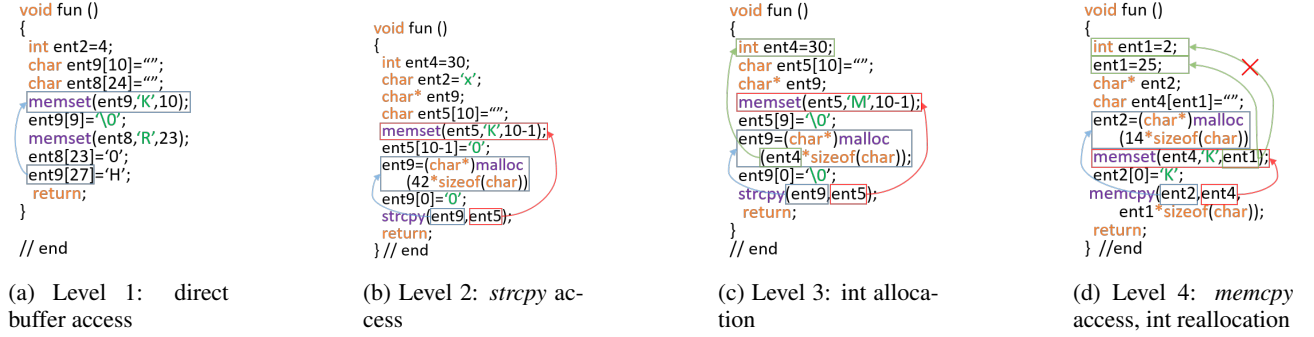 void fun ()
{
int ent2=4;
char ent9[10]=“”;
char ent8[24]=“”;
memset(ent9,‘K’,10);
ent9[9]=‘\0’;
memset(ent8,‘R’,23);
ent8[23]=‘0’;
ent9[27]=‘H’;
return;
}
// end
(a) Level 1: direct
buffer access
void fun ()
{
int ent4=30;
char ent2=‘x’;
char* ent9;
char ent5[10]=“”;
memset(ent5,‘K’,10-1);
ent5[10-1]=‘0’;
ent9=(char*)malloc
(42*sizeof(char))
ent9[0]=‘0’;
strcpy(ent9,ent5);
return;
} // end
(b) Level 2: strcpy ac-
cess
void fun ()
{
int ent4=30;
char ent5[10]=“”;
char* ent9;
memset(ent5,‘M’,10-1);
ent5[9]=‘\0’;
ent9=(char*)malloc
(ent4*sizeof(char));
ent9[0]=‘\0’;
strcpy(ent9,ent5);
return;
}
// end
(c) Level 3: int alloca-
tion
void fun ()
{
int ent1=2;
ent1=25;
char* ent2;
char ent4[ent1]=“”;
ent2=(char*)malloc
(14*sizeof(char))
memset(ent4,‘K’,ent1);
ent2[0]=‘K’;
memcpy(ent2,ent4,
ent1*sizeof(char));
return;
} //end
(d) Level 4: memcpy
access, int reallocation